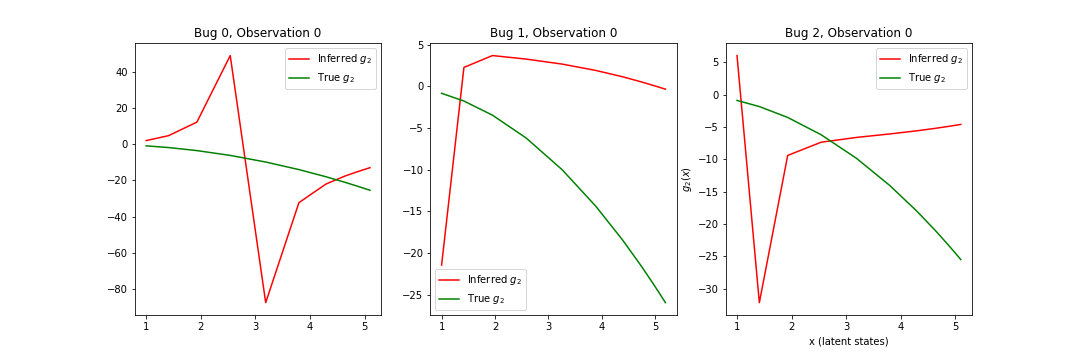 Bug 0, Observation 0
Inferred g₂
True g₂
40
20
0
−20
−40
−60
−80
1 2 3 4 5
Bug 1, Observation 0
5
0
−5
−10
−15
−20
−25
Inferred g₂
True g₂
1 2 3 4 5
Bug 2, Observation 0
Inferred g₂
True g₂
g₂(x)
5
0
−5
−10
−15
−20
−25
−30
1 2 3 4 5
x (latent states)